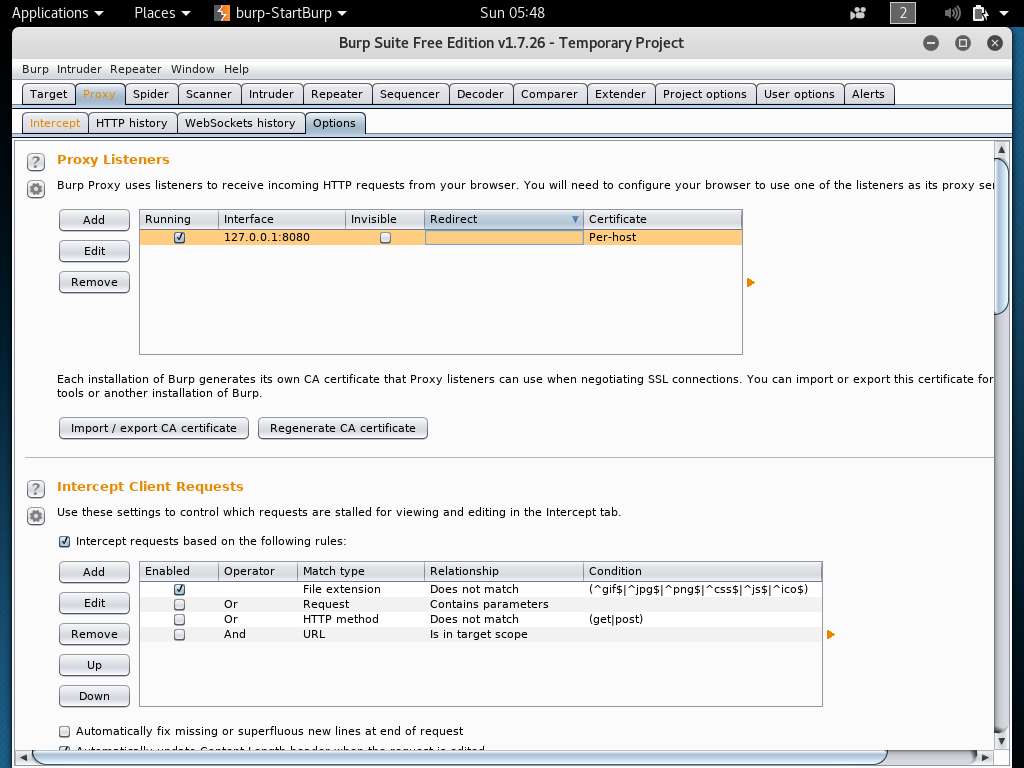 Applications Places burp-StartBurp Sun 05:48 2
Burp Suite Free Edition v1.7.26 - Temporary Project
Burp Intruder Repeater Window Help
Target Proxy Spider Scanner Intruder Repeater Sequencer Decoder Comparer Extender Project options User options Alerts
Intercept HTTP history WebSockets history Options
? Proxy Listeners
Burp Proxy uses listeners to receive incoming HTTP requests from your browser. You will need to configure your browser to use one of the listeners as its proxy ser
Add Running Interface Invisible Redirect Certificate
127.0.0.1:8080 Per-host
Edit
Remove
Each installation of Burp generates its own CA certificate that Proxy listeners can use when negotiating SSL connections. You can import or export this certificate for
tools or another installation of Burp.
Import / export CA certificate Regenerate CA certificate
? Intercept Client Requests
Use these settings to control which requests are stalled for viewing and editing in the Intercept tab.
Intercept requests based on the following rules:
Add Enabled Operator Match type Relationship Condition
File extension Does not match (^gif$|^jpg$|^png$|^css$|^js$|^ico$)
Edit Or Request Contains parameters
Or HTTP method Does not match (get|post)
Remove And URL Is in target scope
Up
Down
Automatically fix missing or superfluous new lines at end of request
Automatically update Content-Length header when the request is edited